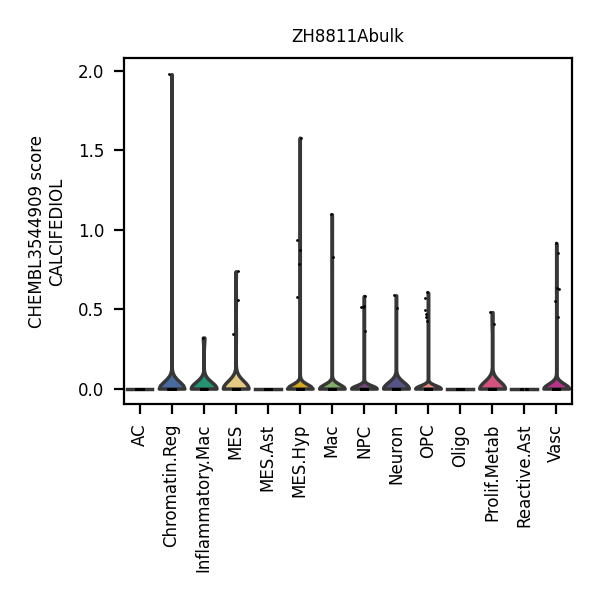 ZH8811Abulk
CHEMBL3544909 score
CALCIFEDIOL
2.0
1.5
1.0
0.5
0.0
AC
Chromatin.Reg
Inflammatory.Mac
MES
MES.Ast
MES.Hyp
Mac
NPC
Neuron
OPC
Oligo
Prolif.Metab
Reactive.Ast
Vasc